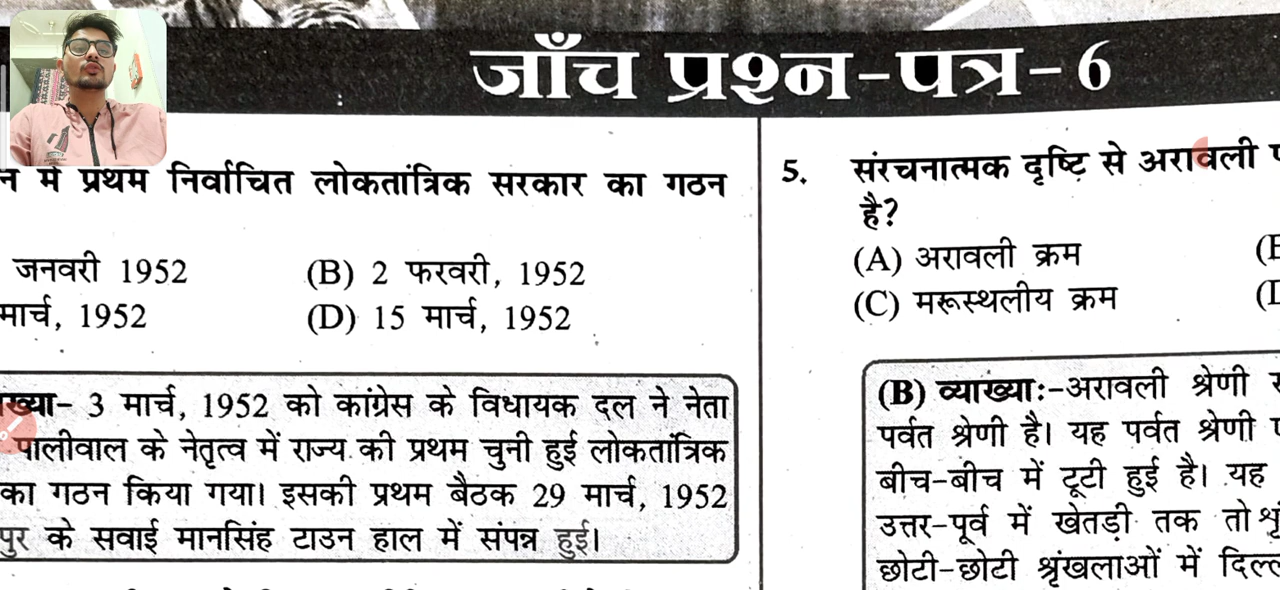 जाँच प्रश्न-पत्र-6
में प्रथम निर्वाचित लोकतांत्रिक सरकार का गठन
जनवरी 1952 (B) 2 फरवरी, 1952
मार्च, 1952 (D) 15 मार्च, 1952
3 मार्च, 1952 को कांग्रेस के विधायक दल ने नेता
पालीवाल के नेतृत्व में राज्य की प्रथम चुनी हुई लोकतांत्रिक
का गठन किया गया। इसकी प्रथम बैठक 29 मार्च, 1952
के सवाई मानसिंह टाउन हाल में संपन्न हुई।
5. संरचनात्मक दृष्टि से अरावली
है?
(A) अरावली क्रम
(C) मरूस्थलीय क्रम
(B) व्याख्याः-अरावली श्रेणी
पर्वत श्रेणी है। यह पर्वत श्रेणी
बीच-बीच में टूटी हुई है। यह
उत्तर-पूर्व में खेतड़ी तक तो
छोटी-छोटी श्रृंखलाओं में